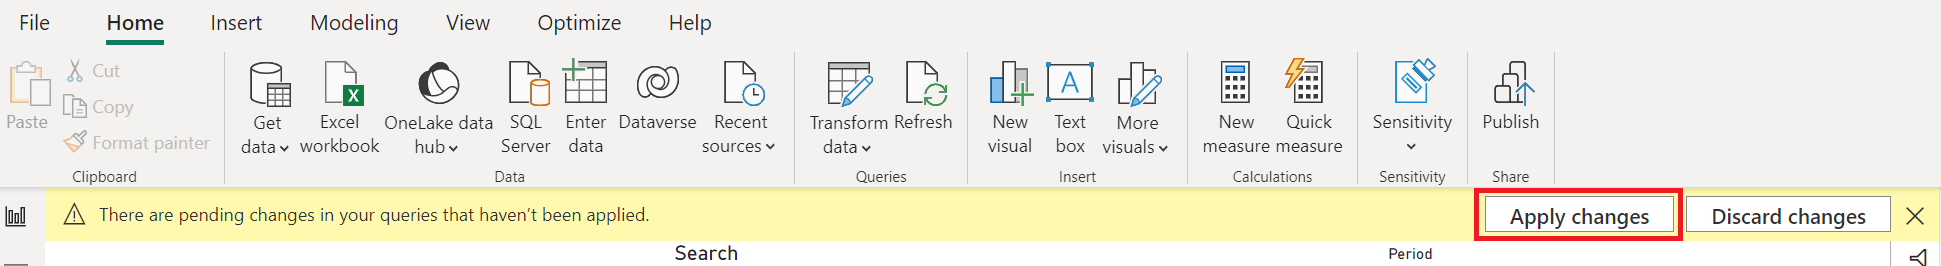 File Home Insert Modeling View Optimize Help
Paste
Cut
Copy
Format painter
Clipboard
Get
data
Excel
workbook
OneLake data
hub
SQL
Server
Enter
data
Dataverse
Recent
sources
Data
Transform
data
Refresh
Queries
New
visual
Text
box
More
visuals
Insert
New
measure
Quick
measure
Calculations
Sensitivity
Sensitivity
Publish
Share
There are pending changes in your queries that haven't been applied.
Apply changes
Discard changes
Search
Period